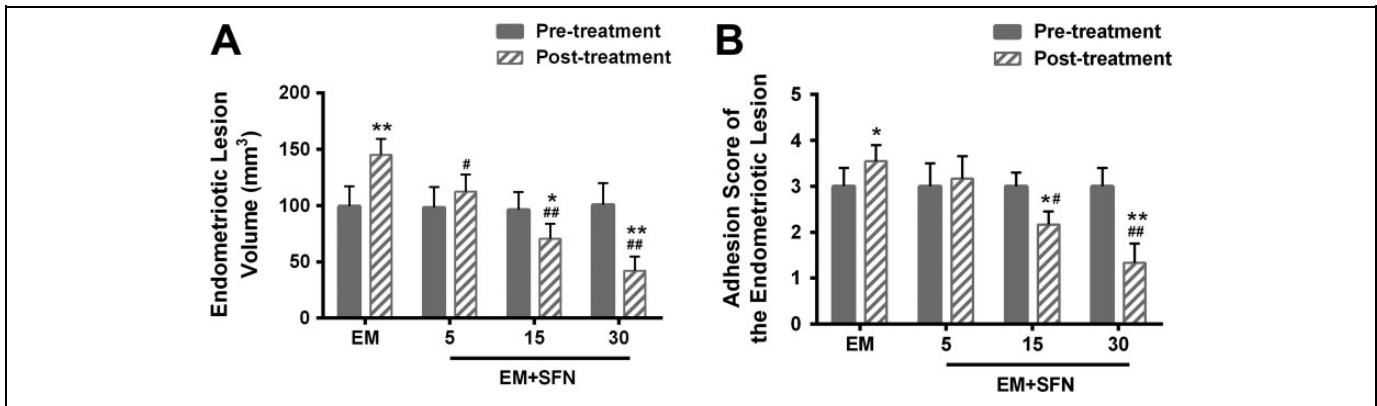 A
Pre-treatment
Post-treatment
Endometriotic Lesion
Volume (mm³)
200
150
100
50
0
**
#
*
##
**
##
EM
5
15
30
EM+SFN
B
Pre-treatment
Post-treatment
Adhesion Score of
the Endometriotic Lesion
5
4
3
2
1
0
*
*#
**
##
EM
5
15
30
EM+SFN